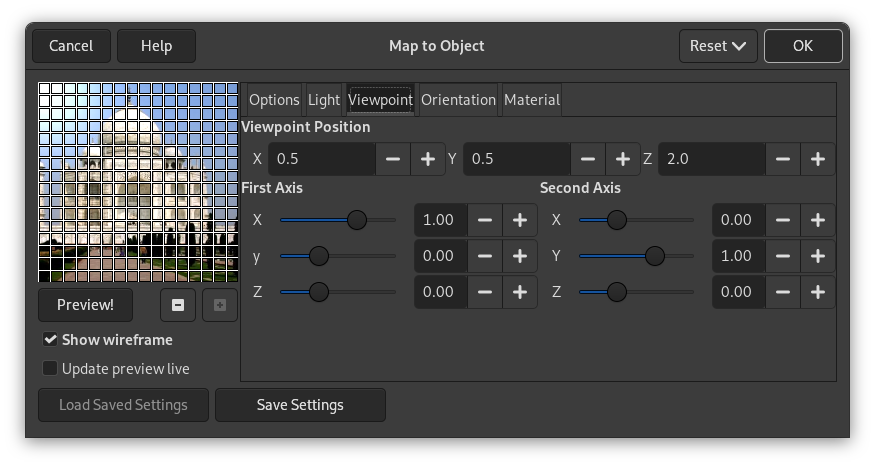 Cancel Help Map to Object Reset OK
Options Light Viewpoint Orientation Material
Viewpoint Position
X 0.5 Y 0.5 Z 2.0
First Axis Second Axis
X 1.00 X 0.00
y 0.00 Y 1.00
Z 0.00 Z 0.00
Preview!
Show wireframe
Update preview live
Load Saved Settings Save Settings